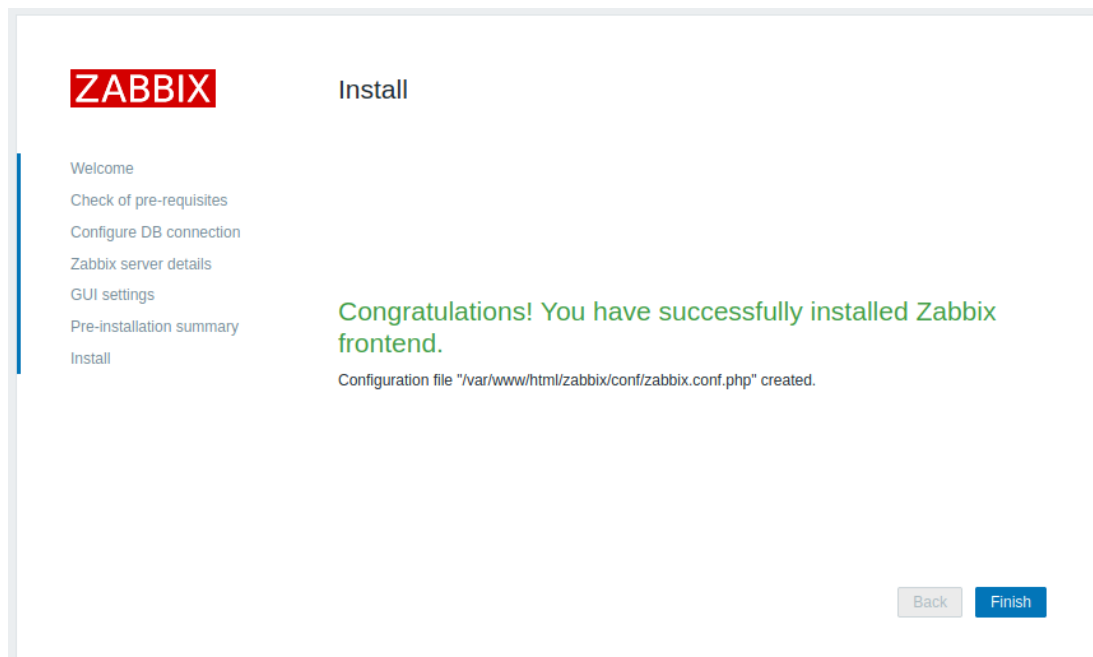 ZABBIX
Install
Welcome
Check of pre-requisites
Configure DB connection
Zabbix server details
GUI settings
Pre-installation summary
Install
Congratulations! You have successfully installed Zabbix
frontend.
Configuration file "/var/www/html/zabbix/conf/zabbix.conf.php" created.
Back
Finish